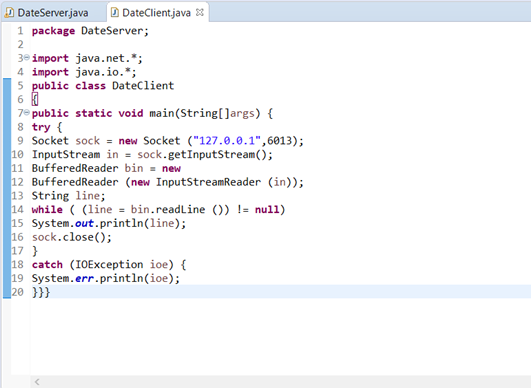 DateServer.java DateClient.java
1 package DateServer;
2
3 import java.net.*;
4 import java.io.*;
5 public class DateClient
6 {
7 public static void main(String[]args) {
8 try {
9 Socket sock = new Socket ("127.0.0.1",6013);
10 InputStream in = sock.getInputStream();
11 BufferedReader bin = new
12 BufferedReader (new InputStreamReader (in));
13 String line;
14 while ( (line = bin.readLine ()) != null)
15 System.out.println(line);
16 sock.close();
17 }
18 catch (IOException ioe) {
19 System.err.println(ioe);
20 }}}